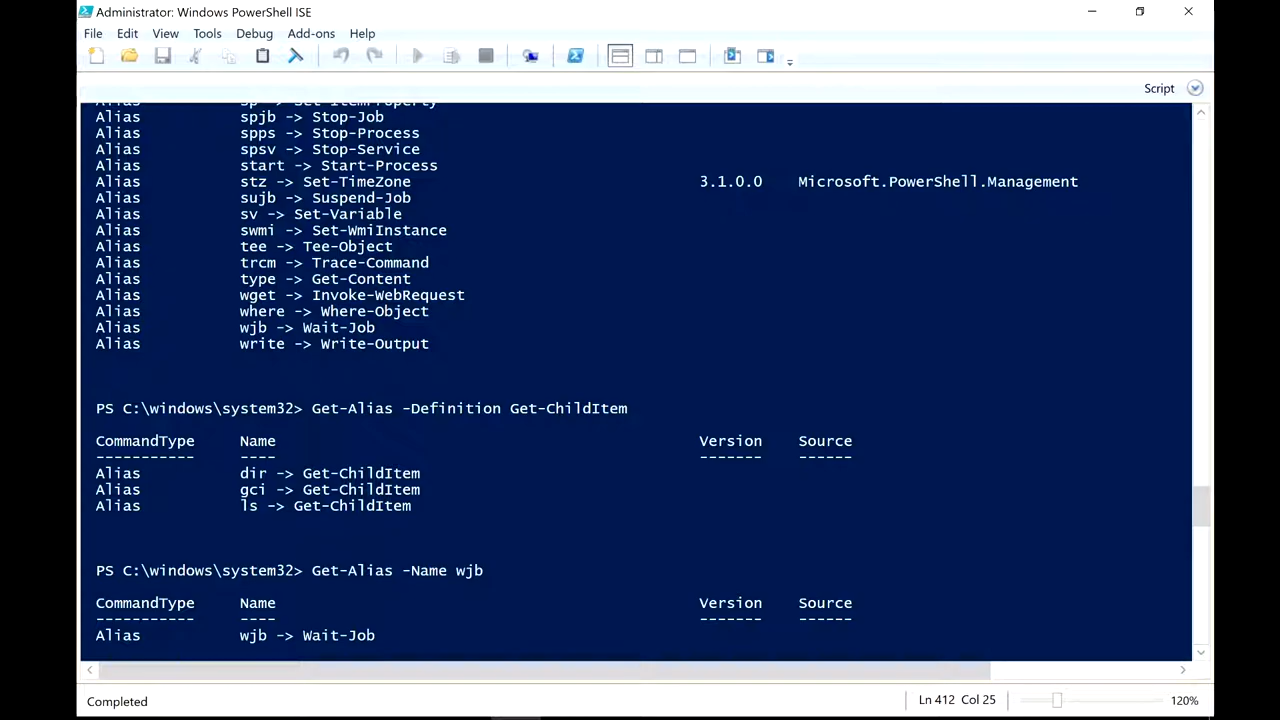 Administrator: Windows PowerShell ISE
File Edit View Tools Debug Add-ons Help
Script
Alias sp -> Set-ItemProperty
Alias spjb -> Stop-Job
Alias spps -> Stop-Process
Alias spsv -> Stop-Service
Alias start -> Start-Process
Alias stz -> Set-TimeZone 3.1.0.0 Microsoft.PowerShell.Management
Alias sujb -> Suspend-Job
Alias sv -> Set-Variable
Alias swmi -> Set-WmiInstance
Alias tee -> Tee-Object
Alias trcm -> Trace-Command
Alias type -> Get-Content
Alias wget -> Invoke-WebRequest
Alias where -> Where-Object
Alias wjb -> Wait-Job
Alias write -> Write-Output
PS C:\windows\system32> Get-Alias -Definition Get-ChildItem
CommandType Name Version Source
----------- ---- ------- ------
Alias dir -> Get-ChildItem
Alias gci -> Get-ChildItem
Alias ls -> Get-ChildItem
PS C:\windows\system32> Get-Alias -Name wjb
CommandType Name Version Source
----------- ---- ------- ------
Alias wjb -> Wait-Job
Completed Ln 412 Col 25 120%